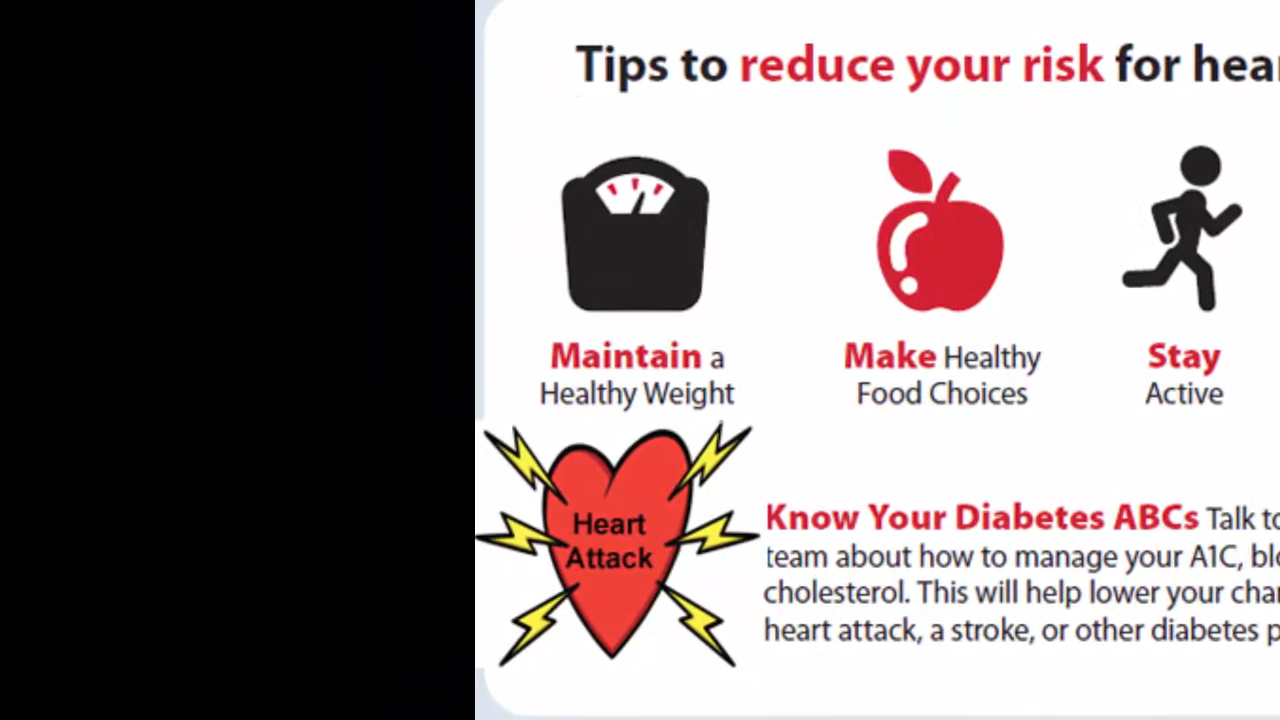 Tips to reduce your risk for hear
Maintain a
Healthy Weight
Make Healthy
Food Choices
Stay
Active
Heart
Attack
Know Your Diabetes ABCs Talk to
team about how to manage your A1C, blo
cholesterol. This will help lower your chan
heart attack, a stroke, or other diabetes p